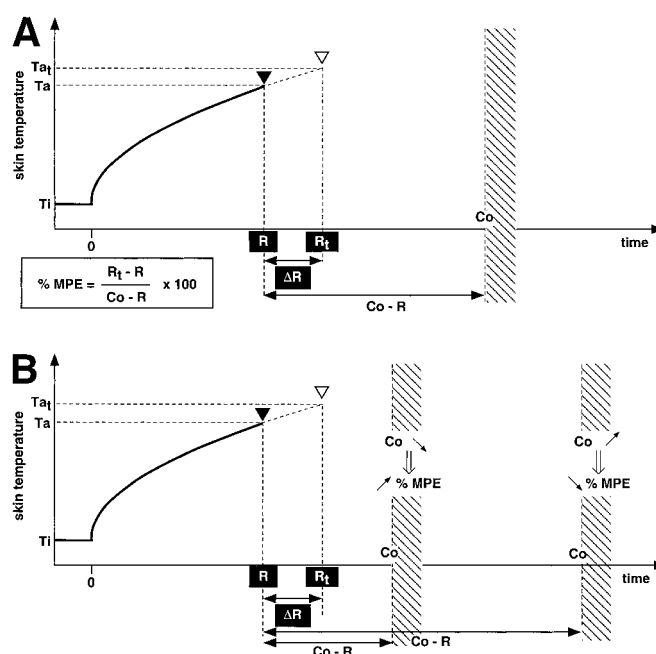 A
skin temperature
Ta_t
Ta
Ti
Co
0
R
R_t
time
ΔR
Co - R
% MPE = R_t - R / Co - R x 100
B
skin temperature
Ta_t
Ta
Ti
Co
% MPE
Co
% MPE
Co
Co
0
R
R_t
time
ΔR
Co - R
Co - R